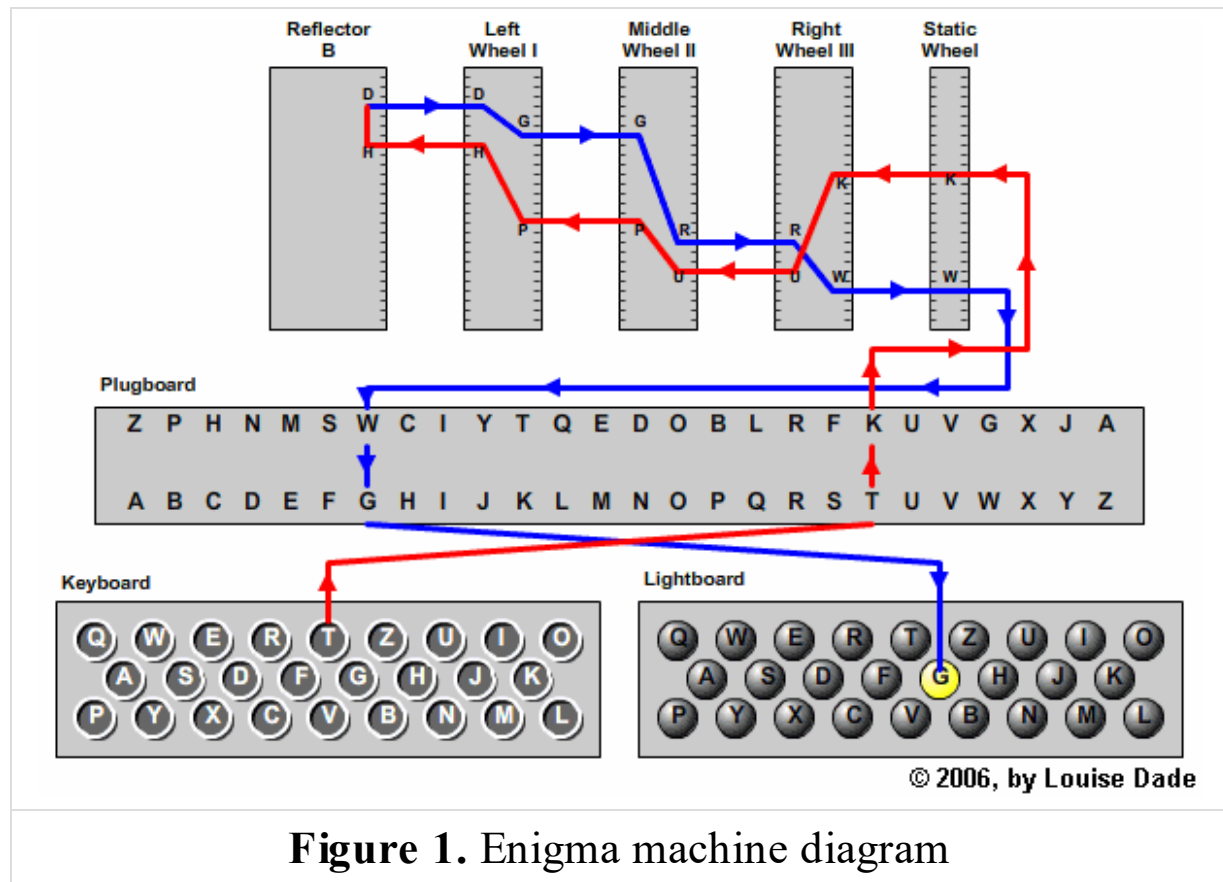 Reflector B
Left Wheel I
Middle Wheel II
Right Wheel III
Static Wheel
D D
G G
H H
K K
P P
R R
U U
W W
Plugboard
Z P H N M S W C I Y T Q E D O B L R F K U V G X J A
A B C D E F G H I J K L M N O P Q R S T U V W X Y Z
Keyboard
Q W E R T Z U I O
A S D F G H J K
P Y X C V B N M L
Lightboard
Q W E R T Z U I O
A S D F G H J K
P Y X C V B N M L
© 2006, by Louise Dade
Figure 1. Enigma machine diagram